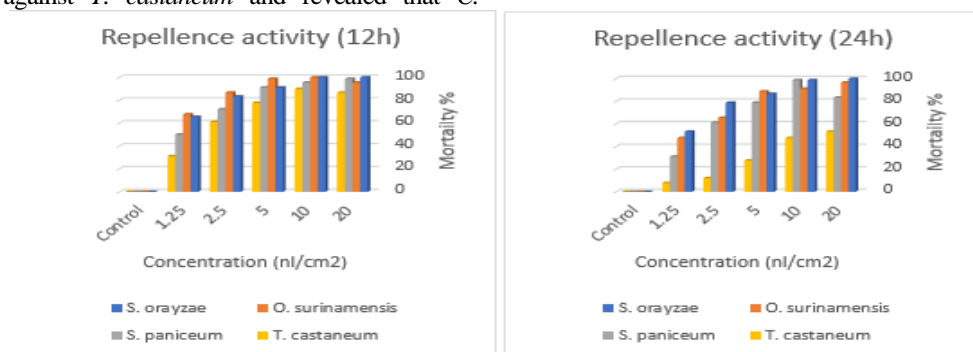 against T. castaneum and revealed that C.
Repellence activity (12h)
100
80
60
40
20
0
Mortailty %
Control 1.25 2.5 5 10 20
Concentration (nl/cm2)
S. orayzae O. surinamensis
S. paniceum T. castaneum
Repellence activity (24h)
100
80
60
40
20
0
Mortailty %
Control 1.25 2.5 5 10 20
Concentration (nl/cm2)
S. orayzae O. surinamensis
S. paniceum T. castaneum